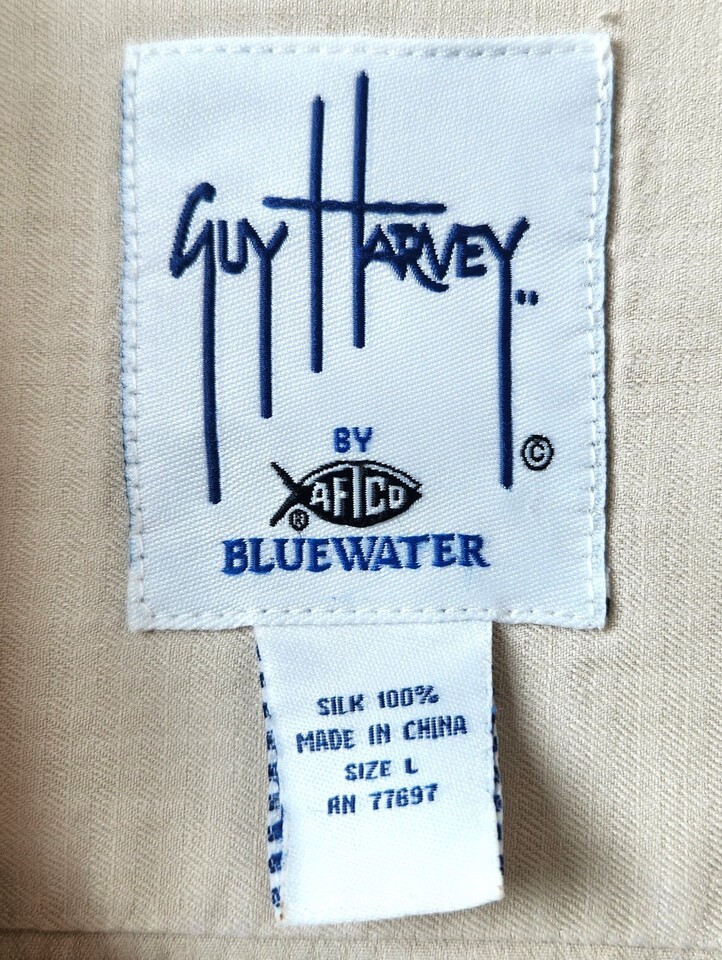 GUY HARVEY
©
BY
AFTCO
®
BLUEWATER
SILK 100%
MADE IN CHINA
SIZE L
RN 77697